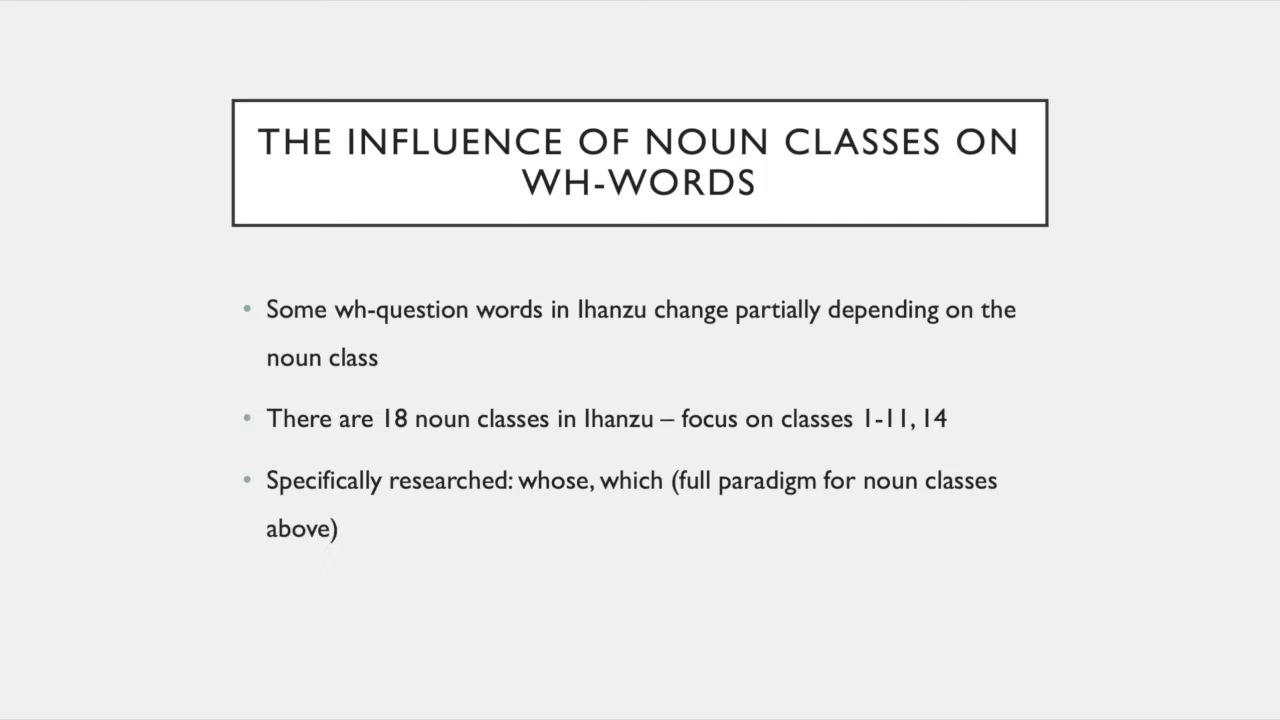 THE INFLUENCE OF NOUN CLASSES ON
WH-WORDS
• Some wh-question words in Ihanzu change partially depending on the
noun class
• There are 18 noun classes in Ihanzu – focus on classes 1-11, 14
• Specifically researched: whose, which (full paradigm for noun classes
above)